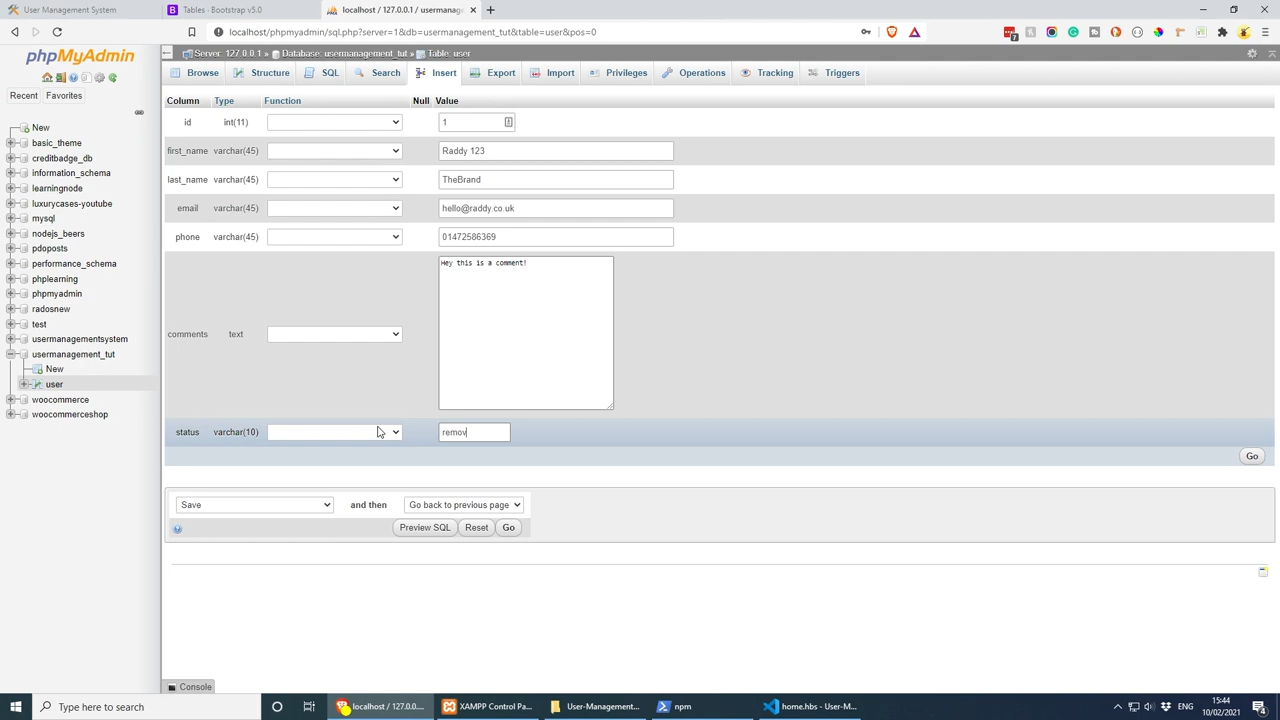 User Management System
Tables - Bootstrap v5.0
localhost / 127.0.0.1 / usermanag
localhost/phpmyadmin/sql.php?server=1&db=usermanagement_tut&table=user&pos=0
7
phpMyAdmin
Recent Favorites
New
basic_theme
creditbadge_db
information_schema
learningnode
luxurycases-youtube
mysql
nodejs_beers
pdoposts
performance_schema
phplearning
phpmyadmin
radosnew
test
usermanagementsystem
usermanagement_tut
New
user
woocommerce
woocommerceshop
Server: 127.0.0.1 » Database: usermanagement_tut » Table: user
Browse Structure SQL Search Insert Export Import Privileges Operations Tracking Triggers
Column Type Function Null Value
id int(11) 1
first_name varchar(45) Raddy 123
last_name varchar(45) TheBrand
email varchar(45) hello@raddy.co.uk
phone varchar(45) 01472586369
comments text Hey this is a comment!
status varchar(10) remov
Go
Save and then Go back to previous page
Preview SQL Reset Go
Console
Type here to search
localhost / 127.0.0....
XAMPP Control Pa...
User-Management...
npm
home.hbs - User-M...
15:44
10/02/2021
4